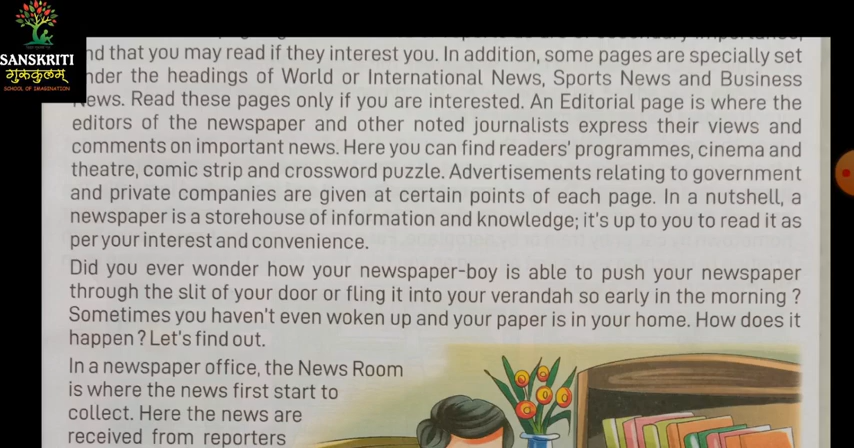 SANSKRITI
गुरुकुलम्
SCHOOL OF IMAGINATION
and that you may read if they interest you. In addition, some pages are specially set
under the headings of World or International News, Sports News and Business
News. Read these pages only if you are interested. An Editorial page is where the
editors of the newspaper and other noted journalists express their views and
comments on important news. Here you can find readers' programmes, cinema and
theatre, comic strip and crossword puzzle. Advertisements relating to government
and private companies are given at certain points of each page. In a nutshell, a
newspaper is a storehouse of information and knowledge; it's up to you to read it as
per your interest and convenience.
Did you ever wonder how your newspaper-boy is able to push your newspaper
through the slit of your door or fling it into your verandah so early in the morning ?
Sometimes you haven't even woken up and your paper is in your home. How does it
happen ? Let's find out.
In a newspaper office, the News Room
is where the news first start to
collect. Here the news are
received from reporters